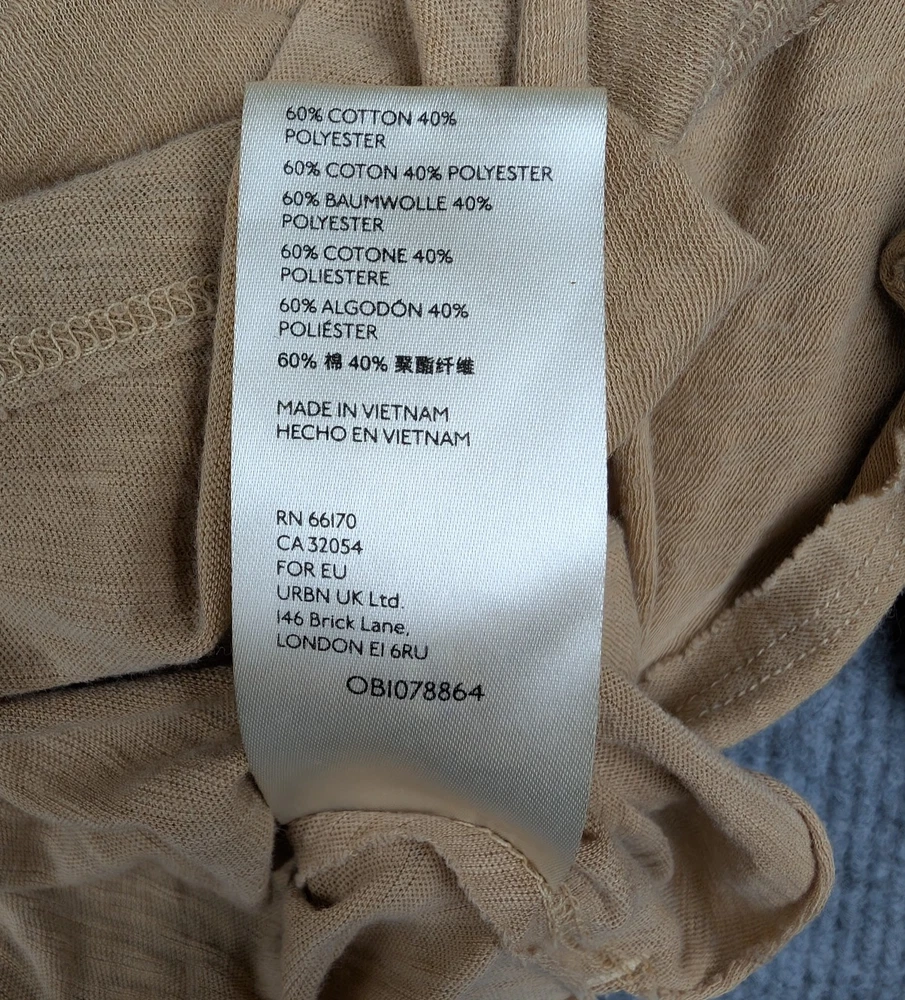 60% COTTON 40%
POLYESTER
60% COTON 40% POLYESTER
60% BAUMWOLLE 40%
POLYESTER
60% COTONE 40%
POLIESTERE
60% ALGODÓN 40%
POLIÉSTER
60% 棉 40% 聚酯纤维
MADE IN VIETNAM
HECHO EN VIETNAM
RN 66170
CA 32054
FOR EU
URBN UK Ltd.
146 Brick Lane,
LONDON E1 6RU
OB1078864